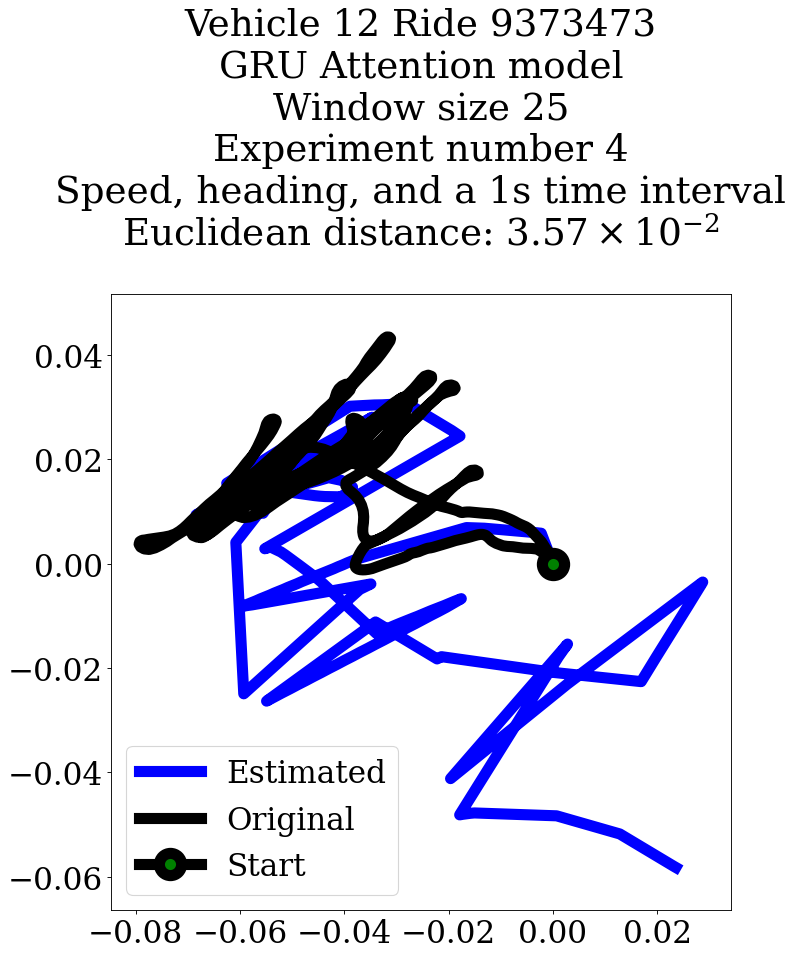 Vehicle 12 Ride 9373473
GRU Attention model
Window size 25
Experiment number 4
Speed, heading, and a 1s time interval
Euclidean distance: 3.57 × 10⁻²
0.04
0.02
0.00
−0.02
−0.04
−0.06
Estimated
Original
Start
−0.08 −0.06 −0.04 −0.02 0.00 0.02